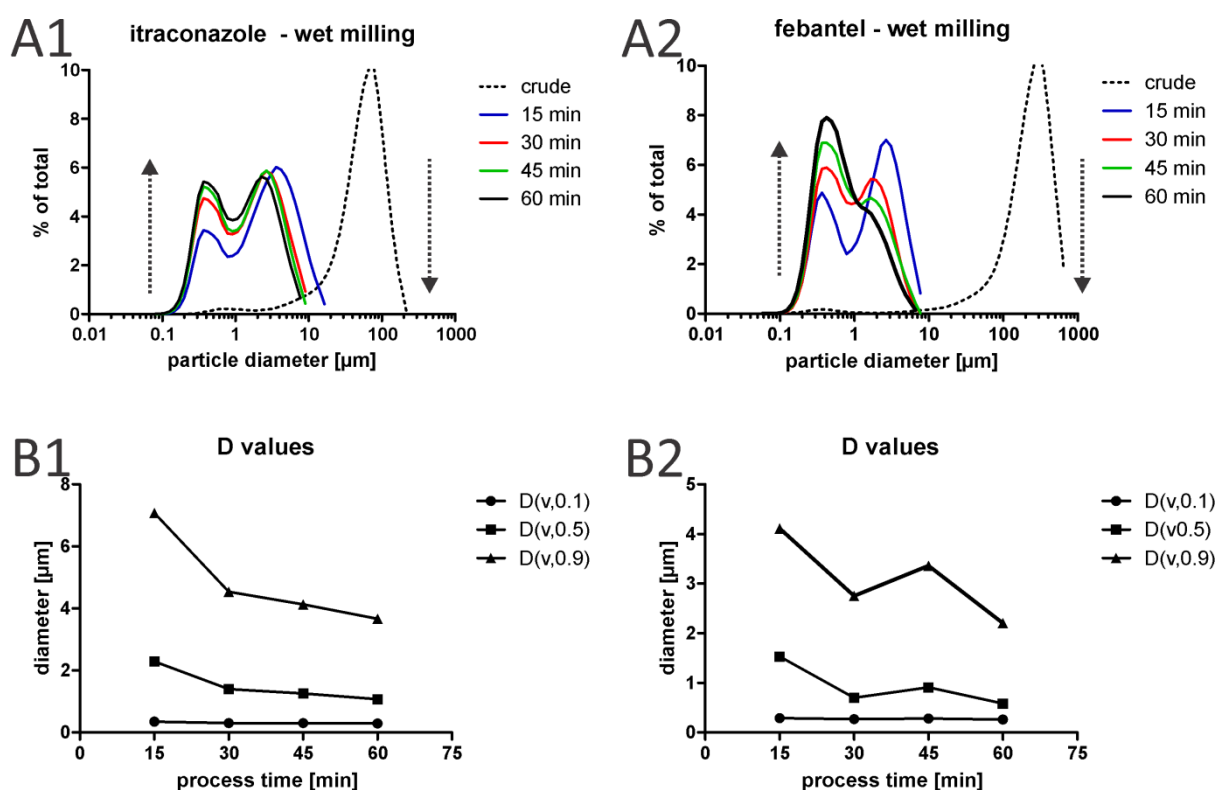 A1
itraconazole - wet milling
% of total
10
8
6
4
2
0
0.01 0.1 1 10 100 1000
particle diameter [µm]
crude
15 min
30 min
45 min
60 min
A2
febantel - wet milling
% of total
10
8
6
4
2
0
0.01 0.1 1 10 100 1000
particle diameter [µm]
crude
15 min
30 min
45 min
60 min
B1
D values
diameter [µm]
8
6
4
2
0
0 15 30 45 60 75
process time [min]
D(v,0.1)
D(v,0.5)
D(v,0.9)
B2
D values
diameter [µm]
5
4
3
2
1
0
0 15 30 45 60 75
process time [min]
D(v,0.1)
D(v0.5)
D(v,0.9)